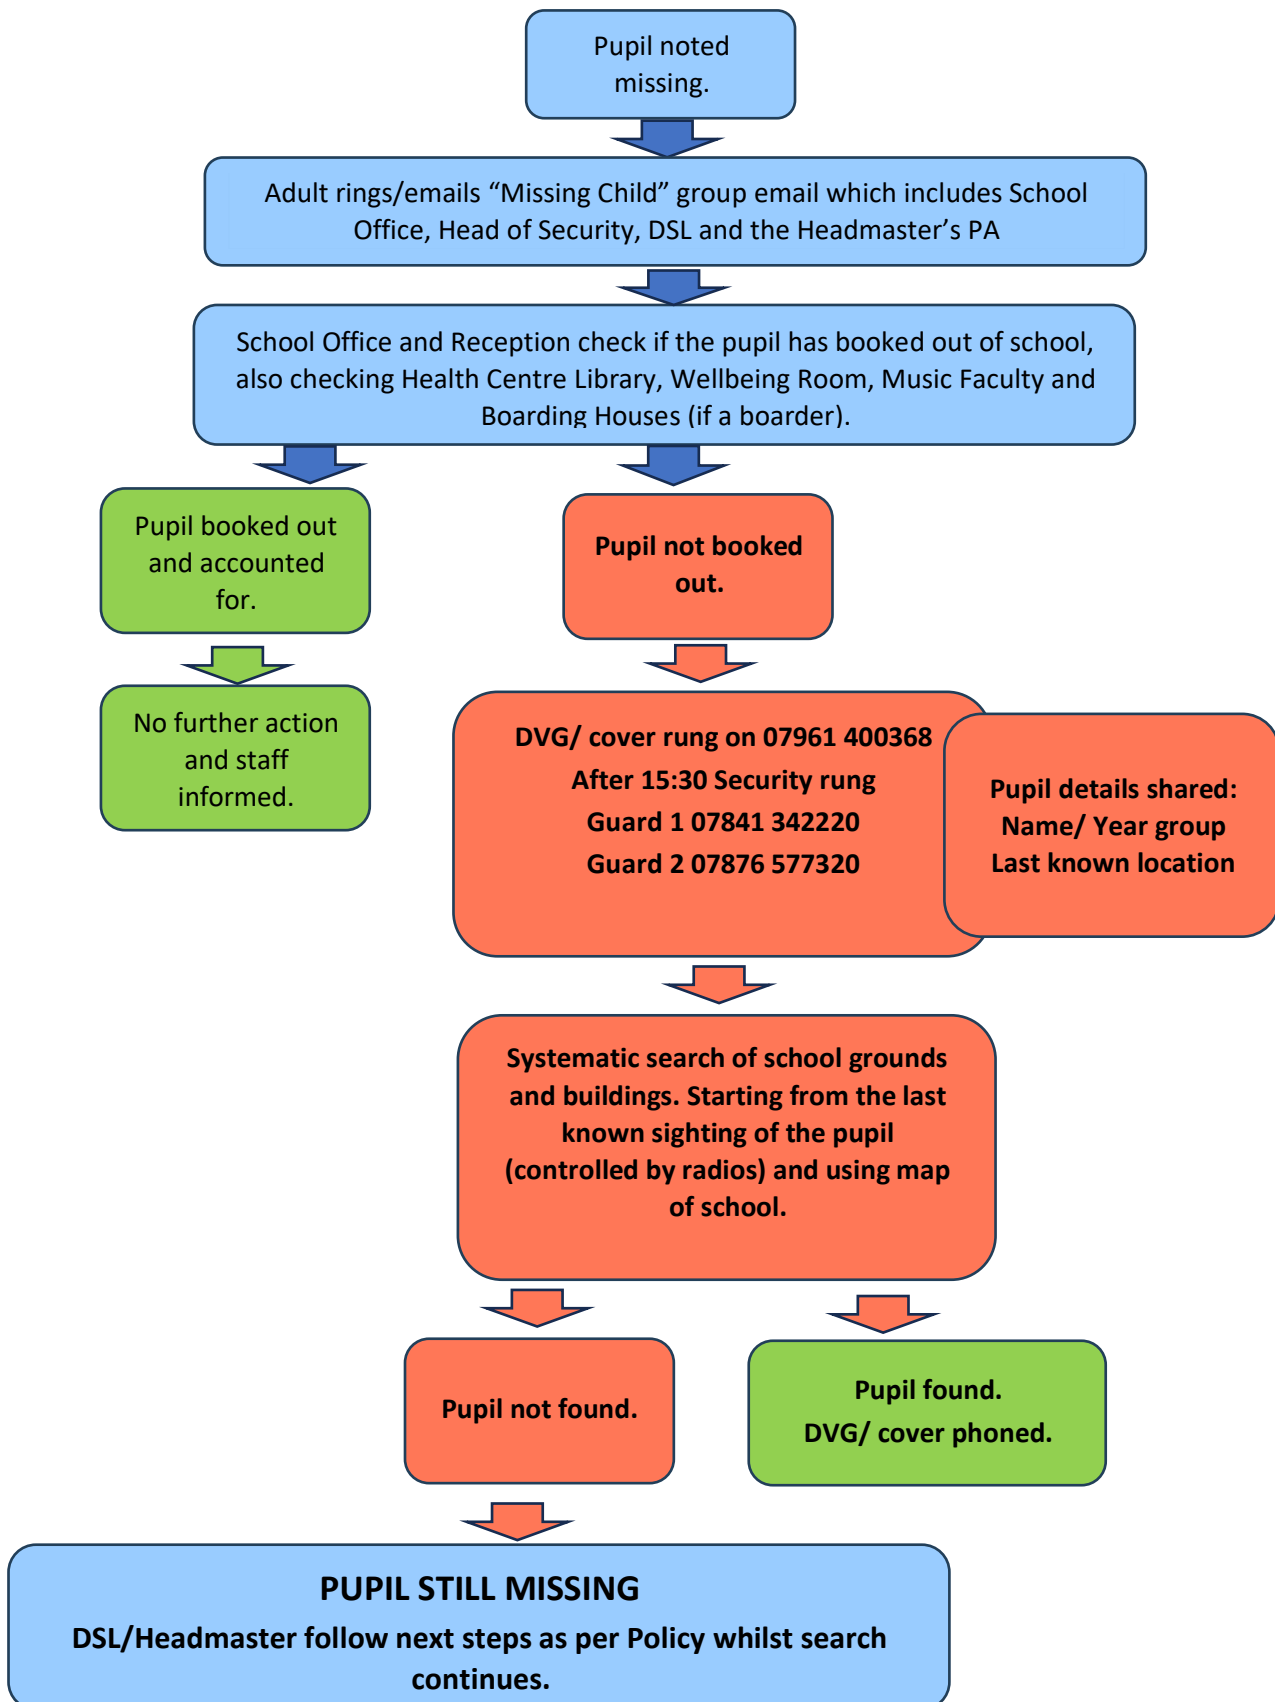 Pupil noted
missing.
Adult rings/emails “Missing Child” group email which includes School
Office, Head of Security, DSL and the Headmaster’s PA
School Office and Reception check if the pupil has booked out of school,
also checking Health Centre Library, Wellbeing Room, Music Faculty and
Boarding Houses (if a boarder).
Pupil booked out
and accounted
for.
Pupil not booked
out.
No further action
and staff
informed.
DVG/ cover rung on 07961 400368
After 15:30 Security rung
Guard 1 07841 342220
Guard 2 07876 577320
Pupil details shared:
Name/ Year group
Last known location
Systematic search of school grounds
and buildings. Starting from the last
known sighting of the pupil
(controlled by radios) and using map
of school.
Pupil not found.
Pupil found.
DVG/ cover phoned.
PUPIL STILL MISSING
DSL/Headmaster follow next steps as per Policy whilst search
continues.